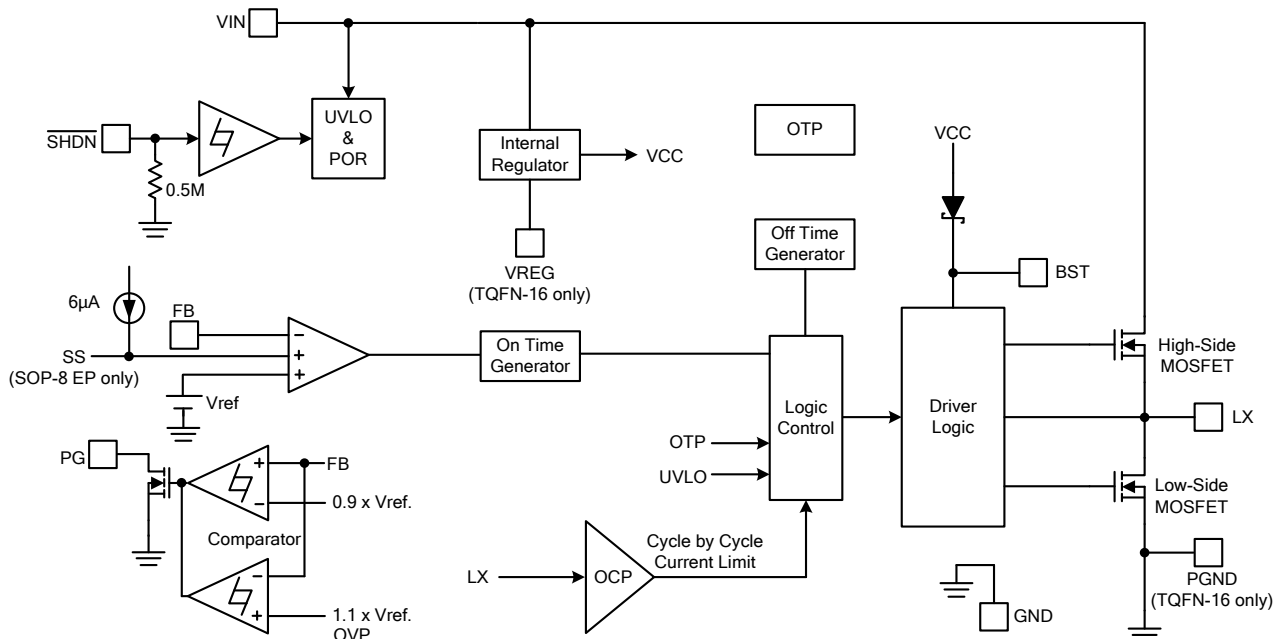 VIN
SHDN
0.5M
UVLO
&
POR
Internal
Regulator
VCC
VREG
(TQFN-16 only)
OTP
Off Time
Generator
VCC
BST
6µA
FB
SS
(SOP-8 EP only)
Vref
On Time
Generator
Logic
Control
OTP
UVLO
Driver
Logic
High-Side
MOSFET
LX
Low-Side
MOSFET
PGND
(TQFN-16 only)
GND
PG
FB
0.9 x Vref.
Comparator
1.1 x Vref.
OVP
LX
OCP
Cycle by Cycle
Current Limit
−
+
+
+
−
−
+